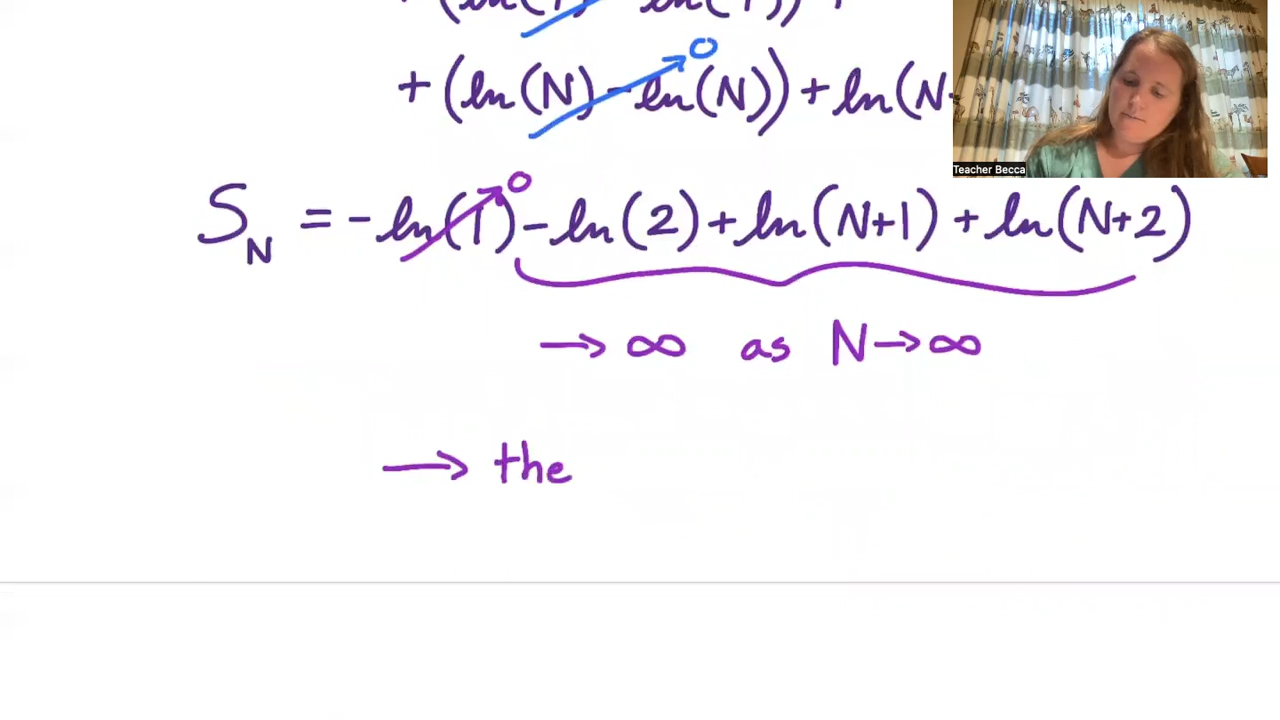 + (ln(N) - ln(N)) + ln(N
0
Teacher Becca
S_N = - ln(1) - ln(2) + ln(N+1) + ln(N+2)
0
→ ∞ as N → ∞
→ the